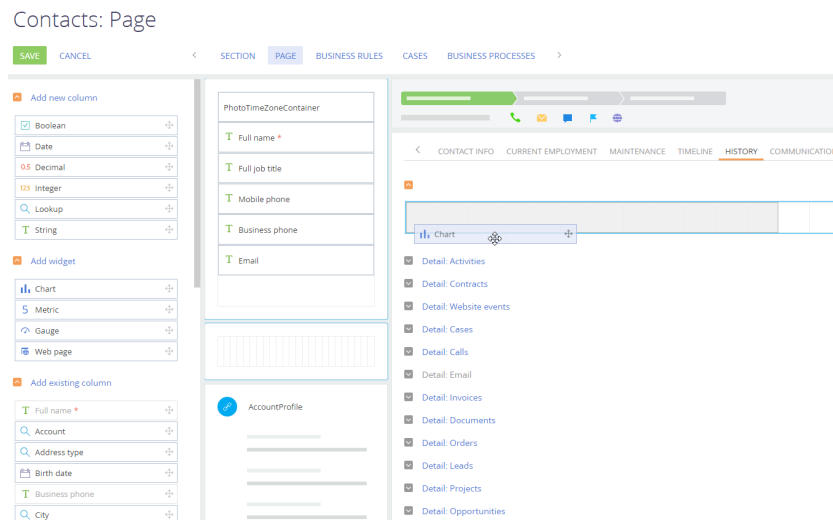 Contacts: Page
SAVE CANCEL SECTION PAGE BUSINESS RULES CASES BUSINESS PROCESSES
Add new column
Boolean
Date
0.5 Decimal
123 Integer
Lookup
T String
Add widget
Chart
5 Metric
Gauge
Web page
Add existing column
T Full name *
Account
Address type
Birth date
T Business phone
City
PhotoTimeZoneContainer
T Full name *
T Full job title
T Mobile phone
T Business phone
T Email
AccountProfile
CONTACT INFO CURRENT EMPLOYMENT MAINTENANCE TIMELINE HISTORY COMMUNICATIO
Chart
Detail: Activities
Detail: Contracts
Detail: Website events
Detail: Cases
Detail: Calls
Detail: Email
Detail: Invoices
Detail: Documents
Detail: Orders
Detail: Leads
Detail: Projects
Detail: Opportunities